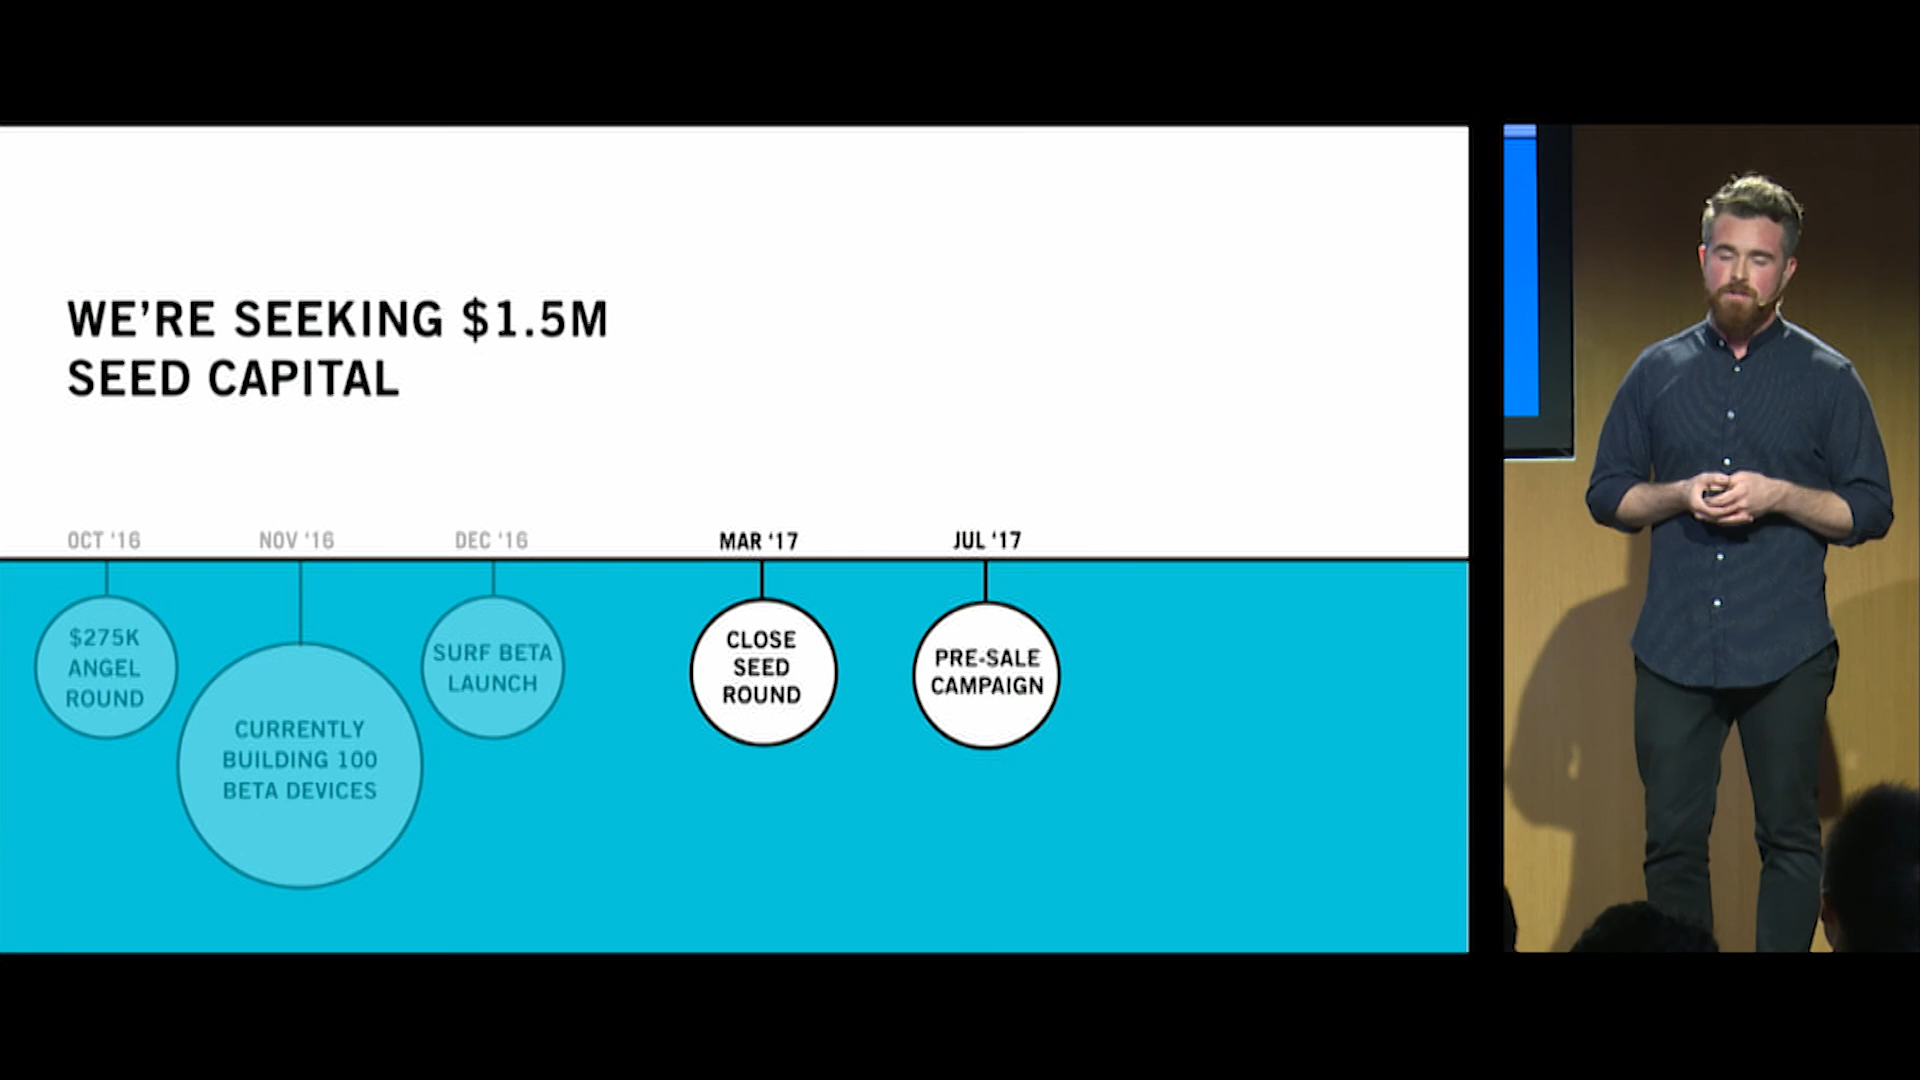 WE'RE SEEKING $1.5M
SEED CAPITAL
OCT '16
NOV '16
DEC '16
MAR '17
JUL '17
$275K
ANGEL
ROUND
CURRENTLY
BUILDING 100
BETA DEVICES
SURF BETA
LAUNCH
CLOSE
SEED
ROUND
PRE-SALE
CAMPAIGN